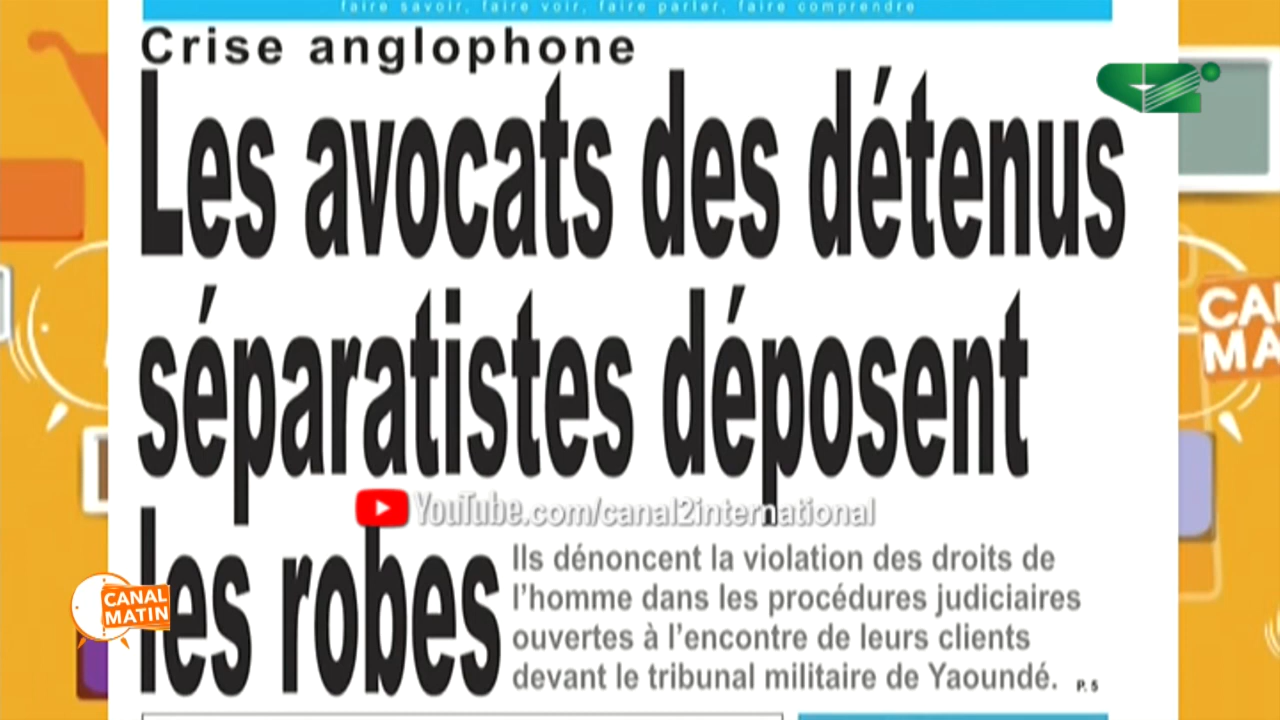 faire savoir, faire voir, faire parler, faire comprendre
Crise anglophone
Les avocats des détenus
séparatistes déposent
les robes
Ils dénoncent la violation des droits de
l'homme dans les procédures judiciaires
ouvertes à l'encontre de leurs clients
devant le tribunal militaire de Yaoundé. P. 5
YouTube.com/canal2international
CANAL
MATIN
CA
MA